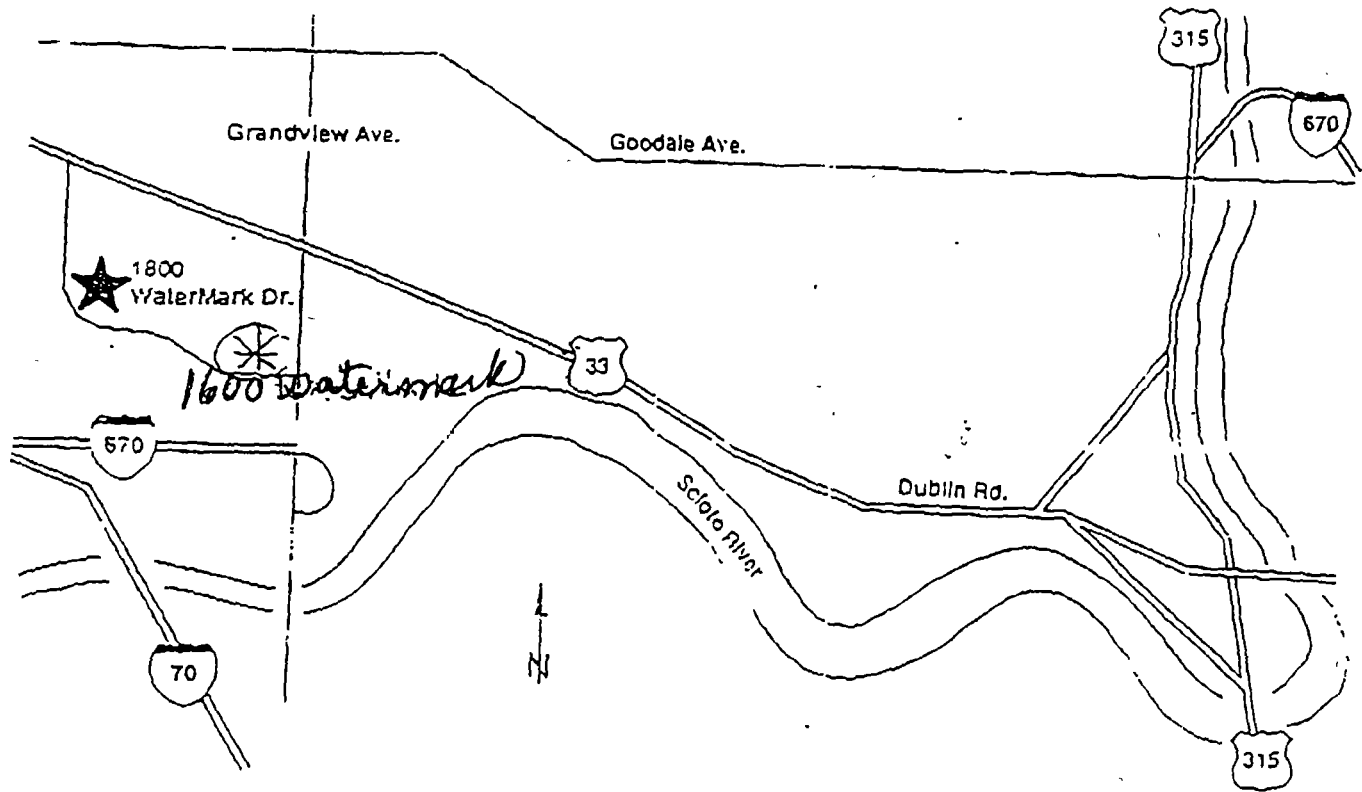 315
670
Grandview Ave.
Goodale Ave.
1800
WaterMark Dr.
33
1600 Watermark
670
Dublin Rd.
Scioto River
N
70
315